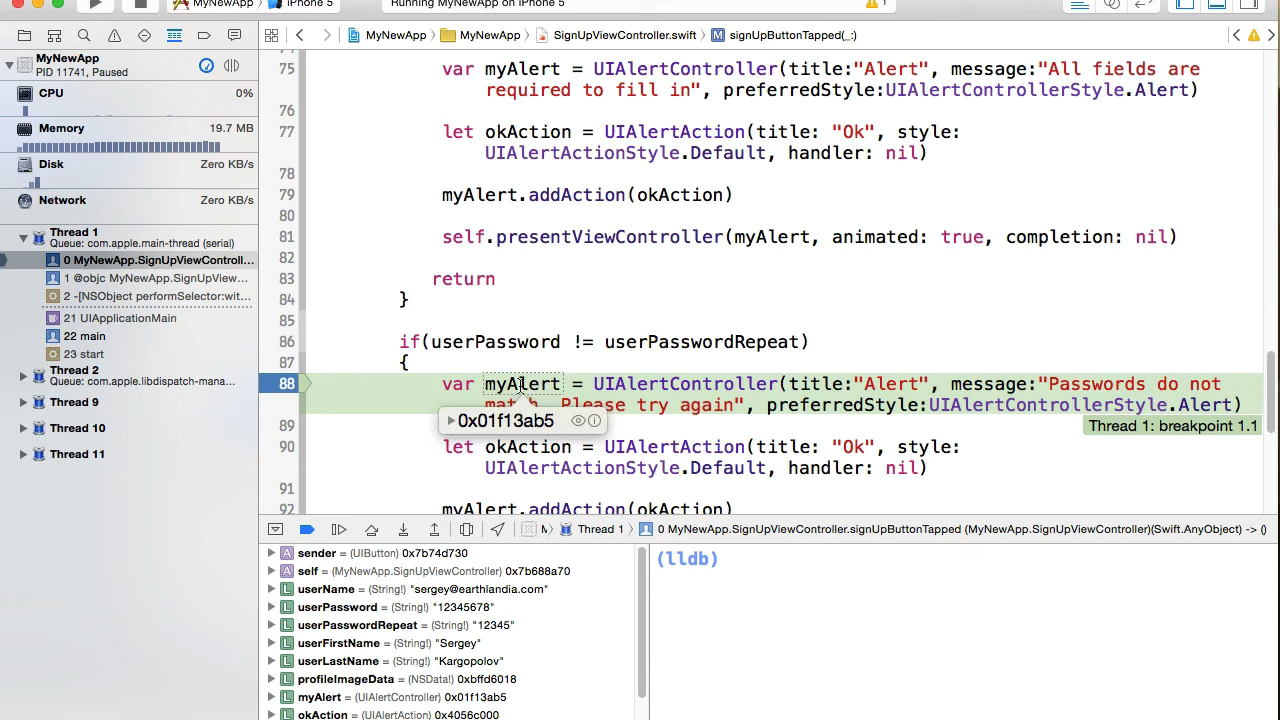 MyNewApp
iPhone 5
Running MyNewApp on iPhone 5
1
MyNewApp
MyNewApp
SignUpViewController.swift
M
signUpButtonTapped(_:)
MyNewApp
PID 11741, Paused
CPU
0%
Memory
19.7 MB
Disk
Zero KB/s
Network
Zero KB/s
Thread 1
Queue: com.apple.main-thread (serial)
0 MyNewApp.SignUpViewControll...
1 @objc MyNewApp.SignUpView...
2 -[NSObject performSelector:wit...
21 UIApplicationMain
22 main
23 start
Thread 2
Queue: com.apple.libdispatch-mana...
Thread 9
Thread 10
Thread 11
75 var myAlert = UIAlertController(title:"Alert", message:"All fields are
required to fill in", preferredStyle:UIAlertControllerStyle.Alert)
76
77 let okAction = UIAlertAction(title: "Ok", style:
UIAlertActionStyle.Default, handler: nil)
78
79 myAlert.addAction(okAction)
80
81 self.presentViewController(myAlert, animated: true, completion: nil)
82
83 return
84 }
85
86 if(userPassword != userPasswordRepeat)
87 {
88 var myAlert = UIAlertController(title:"Alert", message:"Passwords do not
Please try again", preferredStyle:UIAlertControllerStyle.Alert)
0x01f13ab5
89
Thread 1: breakpoint 1.1
90 let okAction = UIAlertAction(title: "Ok", style:
UIAlertActionStyle.Default, handler: nil)
91
92 myAlert.addAction(okAction)
M
Thread 1
0 MyNewApp.SignUpViewController.signUpButtonTapped (MyNewApp.SignUpViewController)(Swift.AnyObject) -> ()
A sender = (UIButton) 0x7b74d730
A self = (MyNewApp.SignUpViewController) 0x7b688a70
L userName = (String!) "sergey@earthlandia.com"
L userPassword = (String!) "12345678"
L userPasswordRepeat = (String!) "12345"
L userFirstName = (String!) "Sergey"
L userLastName = (String!) "Kargopolov"
L profileImageData = (NSData!) 0xbffd6018
L myAlert = (UIAlertController) 0x01f13ab5
L okAction = (UIAlertAction) 0x4056c000
(lldb)